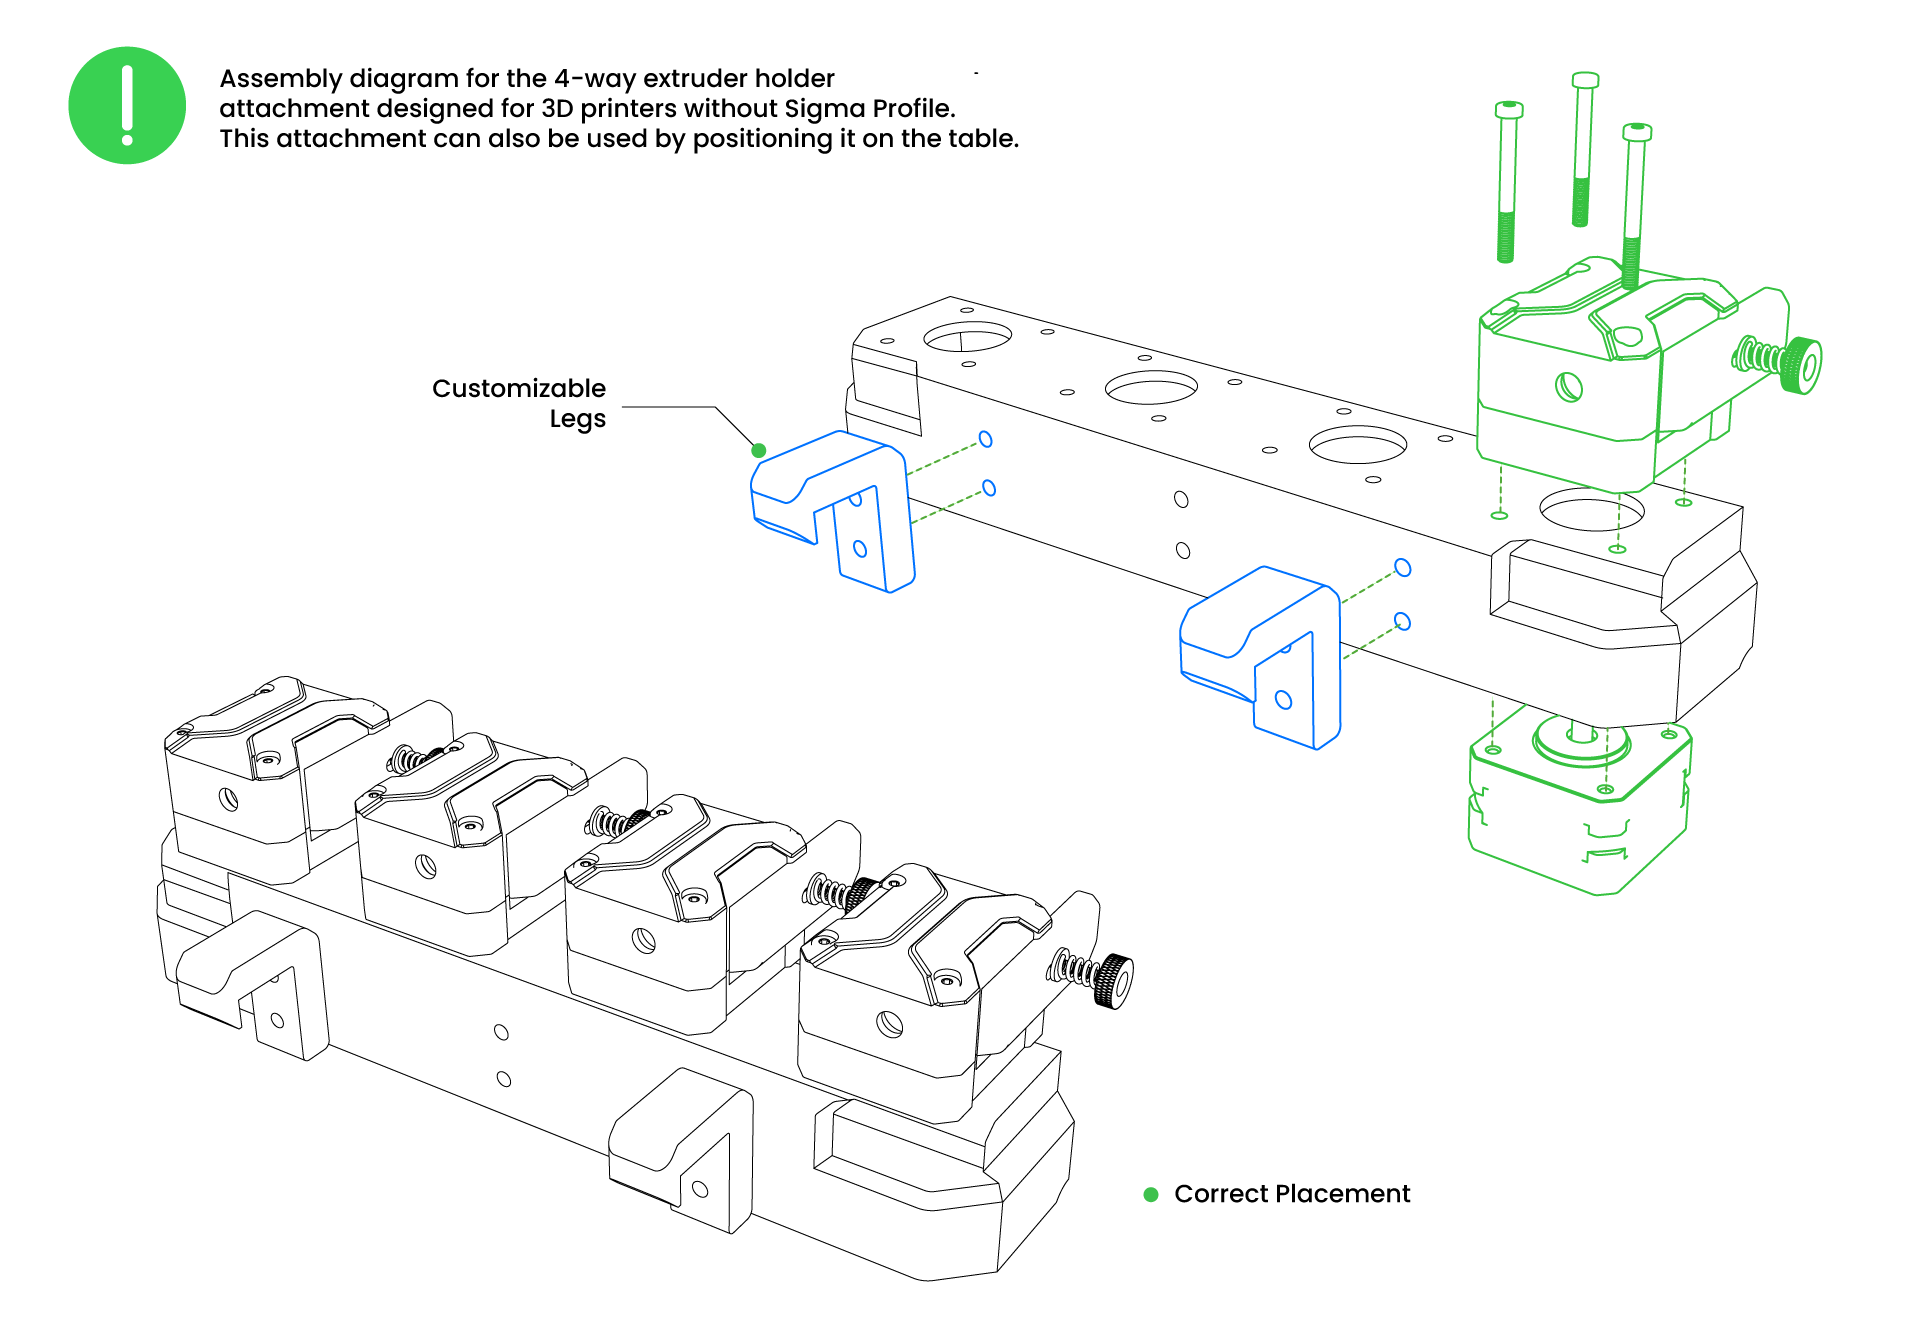 Assembly diagram for the 4-way extruder holder
attachment designed for 3D printers without Sigma Profile.
This attachment can also be used by positioning it on the table.
Customizable
Legs
Correct Placement